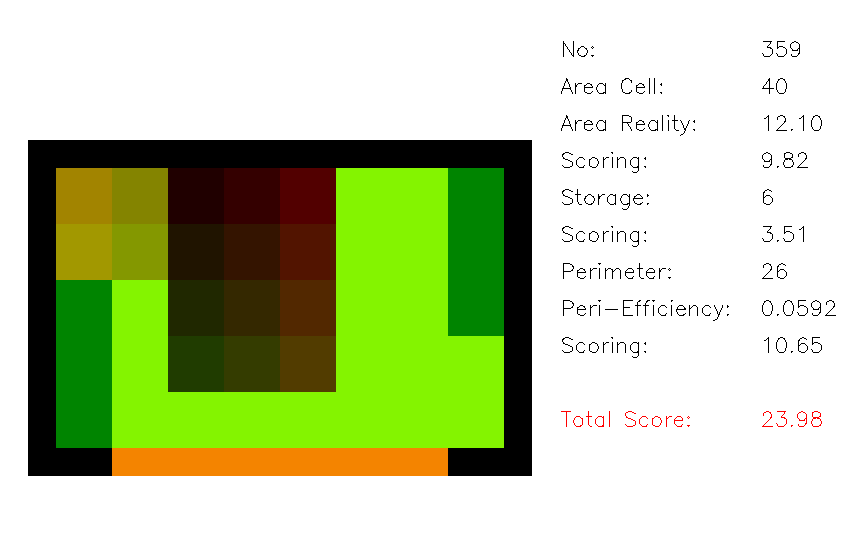 No: 359
Area Cell: 40
Area Reality: 12.10
Scoring: 9.82
Storage: 6
Scoring: 3.51
Perimeter: 26
Peri-Efficiency: 0.0592
Scoring: 10.65
Total Score: 23.98